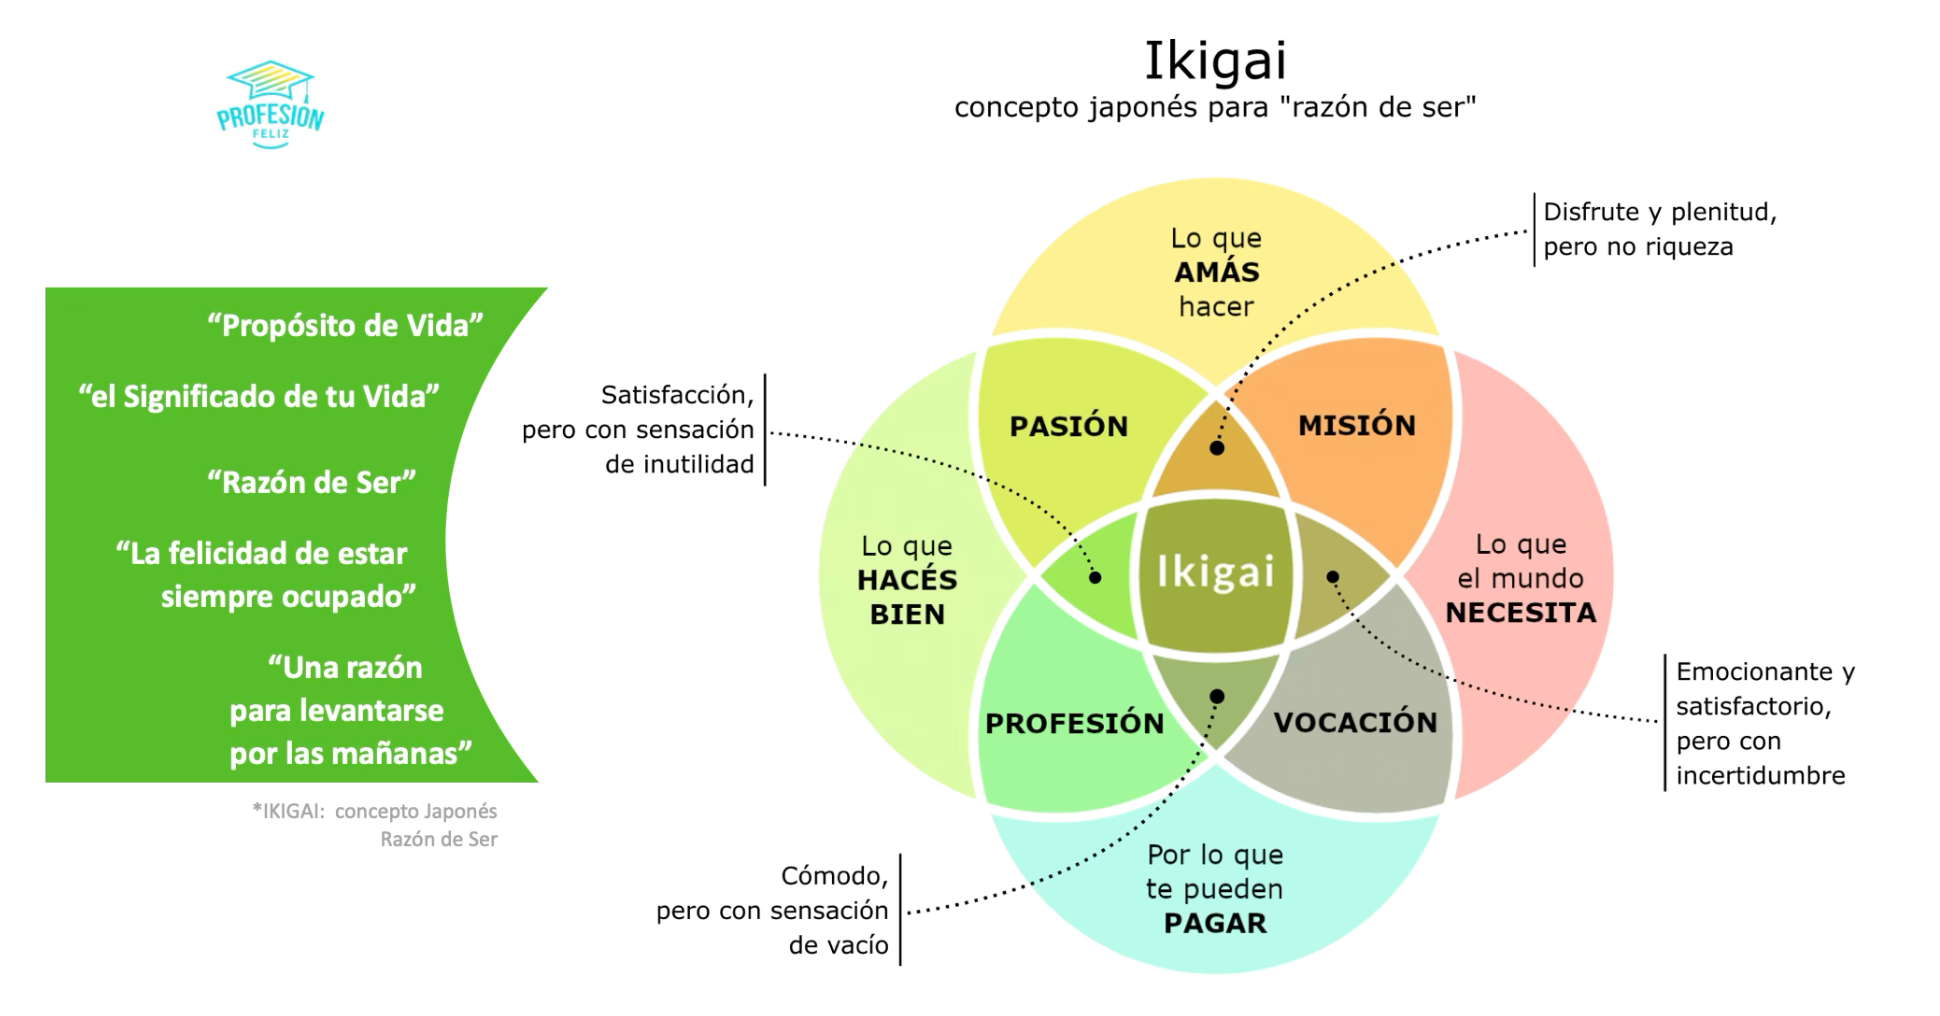 PROFESIÓN
FELIZ
Ikigai
concepto japonés para "razón de ser"
“Propósito de Vida”
“el Significado de tu Vida”
“Razón de Ser”
“La felicidad de estar
siempre ocupado”
“Una razón
para levantarse
por las mañanas”
*IKIGAI: concepto Japonés
Razón de Ser
Lo que
AMÁS
hacer
Disfrute y plenitud,
pero no riqueza
Satisfacción,
pero con sensación
de inutilidad
PASIÓN
MISIÓN
Lo que
HACÉS
BIEN
Ikigai
Lo que
el mundo
NECESITA
PROFESIÓN
VOCACIÓN
Emocionante y
satisfactorio,
pero con
incertidumbre
Por lo que
te pueden
PAGAR
Cómodo,
pero con sensación
de vacío